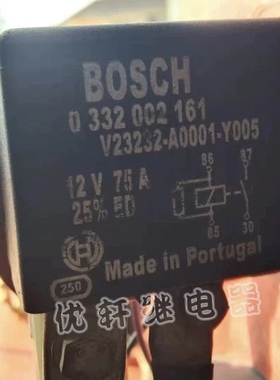 BOSCH
0 332 002 161
V23232-A0001-Y005
86 87
12 V 75 A
25% ED
85 30
Made in Portugal
250
优轩继电器